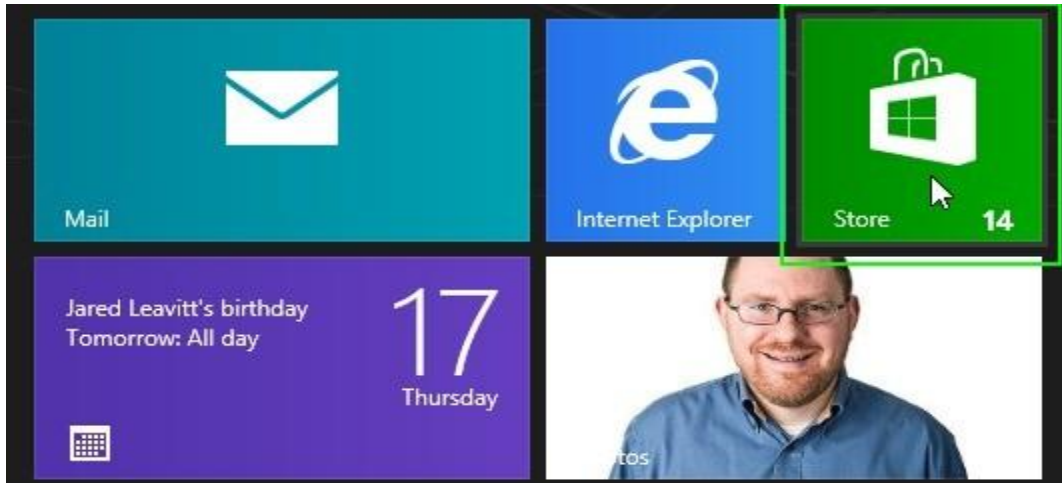 Mail
Internet Explorer
Store 14
Jared Leavitt's birthday
Tomorrow: All day
17
Thursday